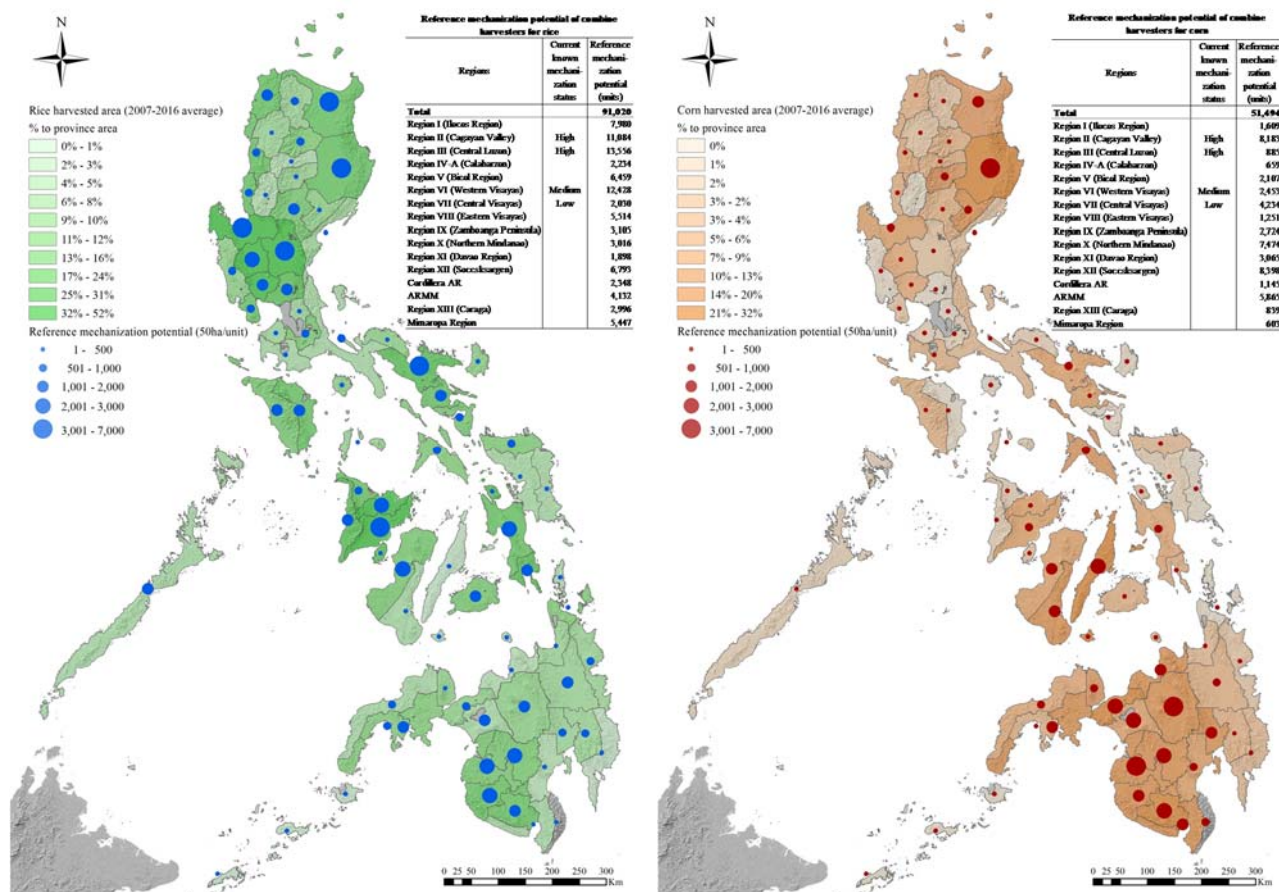 N
Reference mechanization potential of combine
harvesters for rice
Regions
Current
known
mechani-
zation
status
Reference
mechani-
zation
potential
(units)
Total 91,020
Region I (Ilocos Region) 7,980
Region II (Cagayan Valley) High 11,084
Region III (Central Luzon) High 13,556
Region IV-A (Calabarzon) 2,234
Region V (Bicol Region) 6,459
Region VI (Western Visayas) Medium 12,428
Region VII (Central Visayas) Low 2,030
Region VIII (Eastern Visayas) 5,514
Region IX (Zamboanga Peninsula) 3,105
Region X (Northern Mindanao) 3,016
Region XI (Davao Region) 1,898
Region XII (Soccsksargen) 6,793
Cordillera AR 2,348
ARMM 4,132
Region XIII (Caraga) 2,996
Mimaropa Region 5,447
Rice harvested area (2007-2016 average)
% to province area
0% - 1%
2% - 3%
4% - 5%
6% - 8%
9% - 10%
11% - 12%
13% - 16%
17% - 24%
25% - 31%
32% - 52%
Reference mechanization potential (50ha/unit)
1 - 500
501 - 1,000
1,001 - 2,000
2,001 - 3,000
3,001 - 7,000
0 25 50 100 150 200 250 300
Km
N
Reference mechanization potential of combine
harvesters for corn
Regions
Current
known
mechani-
zation
status
Reference
mechani-
zation
potential
(units)
Total 51,494
Region I (Ilocos Region)
Region II (Cagayan Valley) High
Region III (Central Luzon) High
Region IV-A (Calabarzon)
Region V (Bicol Region)
Region VI (Western Visayas) Medium
Region VII (Central Visayas) Low
Region VIII (Eastern Visayas)
Region IX (Zamboanga Peninsula)
Region X (Northern Mindanao)
Region XI (Davao Region)
Region XII (Soccsksargen)
Cordillera AR
ARMM
Region XIII (Caraga)
Mimaropa Region
Corn harvested area (2007-2016 average)
% to province area
0%
1%
2%
3% - 2%
3% - 4%
5% - 6%
7% - 9%
10% - 13%
14% - 20%
21% - 32%
Reference mechanization potential (50ha/unit)
1 - 500
501 - 1,000
1,001 - 2,000
2,001 - 3,000
3,001 - 7,000
0 25 50 100 150 200 250 300
Km